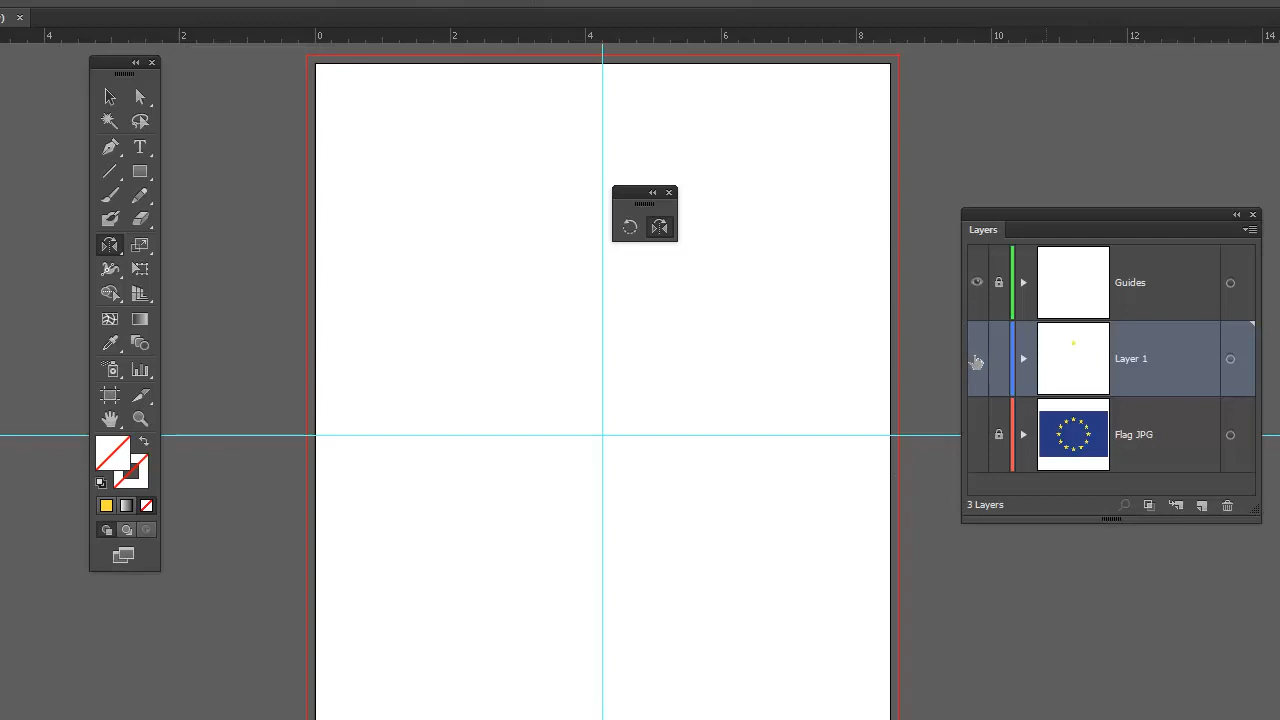 ) ×
4 2 0 2 4 6 8 10 12 14
Layers
Guides
Layer 1
Flag JPG
3 Layers